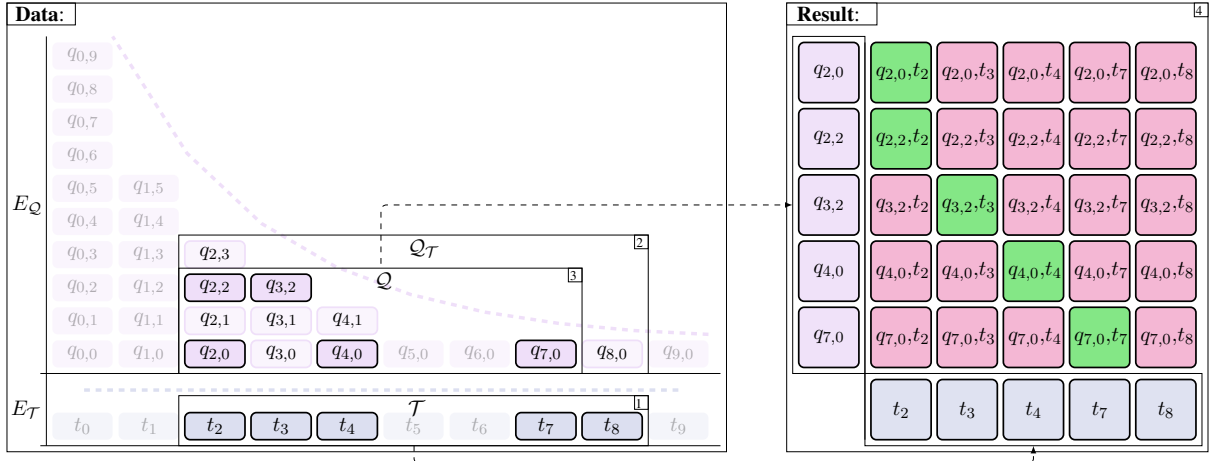 Data:
q0,9
q0,8
q0,7
q0,6
q0,5 q1,5
E𝒬
q0,4 q1,4
𝒬𝒯 2
q0,3 q1,3 q2,3
𝒬 3
q0,2 q1,2 q2,2 q3,2
q0,1 q1,1 q2,1 q3,1 q4,1
q0,0 q1,0 q2,0 q3,0 q4,0 q5,0 q6,0 q7,0 q8,0 q9,0
E𝒯 𝒯 1
t0 t1 t2 t3 t4 t5 t6 t7 t8 t9
Result: 4
q2,0 q2,0,t2 q2,0,t3 q2,0,t4 q2,0,t7 q2,0,t8
q2,2 q2,2,t2 q2,2,t3 q2,2,t4 q2,2,t7 q2,2,t8
q3,2 q3,2,t2 q3,2,t3 q3,2,t4 q3,2,t7 q3,2,t8
q4,0 q4,0,t2 q4,0,t3 q4,0,t4 q4,0,t7 q4,0,t8
q7,0 q7,0,t2 q7,0,t3 q7,0,t4 q7,0,t7 q7,0,t8
t2 t3 t4 t7 t8